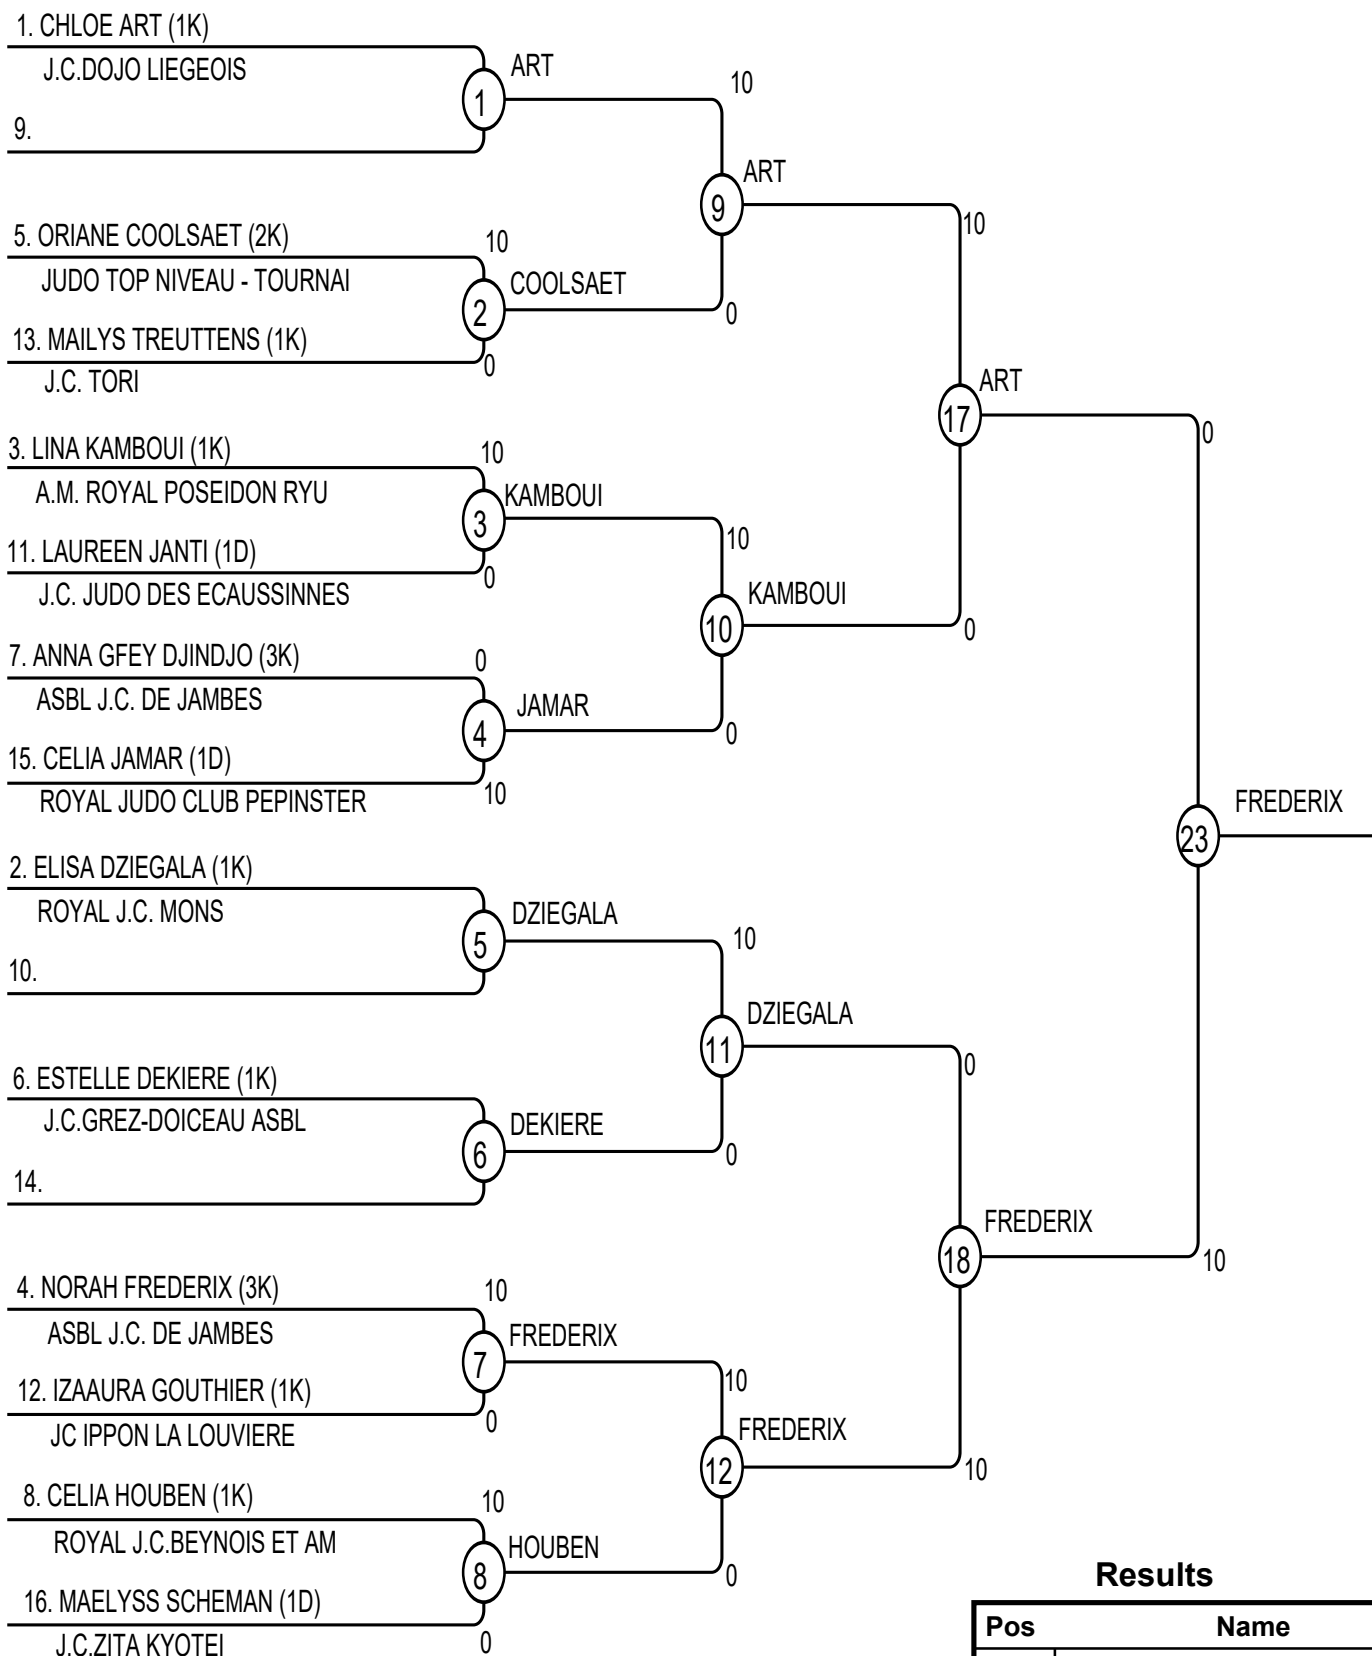 1. CHLOE ART (1K)
J.C.DOJO LIEGEOIS
9.
1
ART
10
5. ORIANE COOLSAET (2K)
JUDO TOP NIVEAU - TOURNAI
13. MAILYS TREUTTENS (1K)
J.C. TORI
10
2
0
COOLSAET
0
9
ART
10
3. LINA KAMBOUI (1K)
A.M. ROYAL POSEIDON RYU
11. LAUREEN JANTI (1D)
J.C. JUDO DES ECAUSSINNES
10
3
0
KAMBOUI
10
7. ANNA GFEY DJINDJO (3K)
ASBL J.C. DE JAMBES
15. CELIA JAMAR (1D)
ROYAL JUDO CLUB PEPINSTER
0
4
10
JAMAR
0
10
KAMBOUI
0
17
ART
0
2. ELISA DZIEGALA (1K)
ROYAL J.C. MONS
10.
5
DZIEGALA
10
6. ESTELLE DEKIERE (1K)
J.C.GREZ-DOICEAU ASBL
14.
6
DEKIERE
0
11
DZIEGALA
0
4. NORAH FREDERIX (3K)
ASBL J.C. DE JAMBES
12. IZAAURA GOUTHIER (1K)
JC IPPON LA LOUVIERE
10
7
0
FREDERIX
10
8. CELIA HOUBEN (1K)
ROYAL J.C.BEYNOIS ET AM
16. MAELYSS SCHEMAN (1D)
J.C.ZITA KYOTEI
10
8
0
HOUBEN
0
12
FREDERIX
10
18
FREDERIX
10
23
FREDERIX
Results
Pos Name